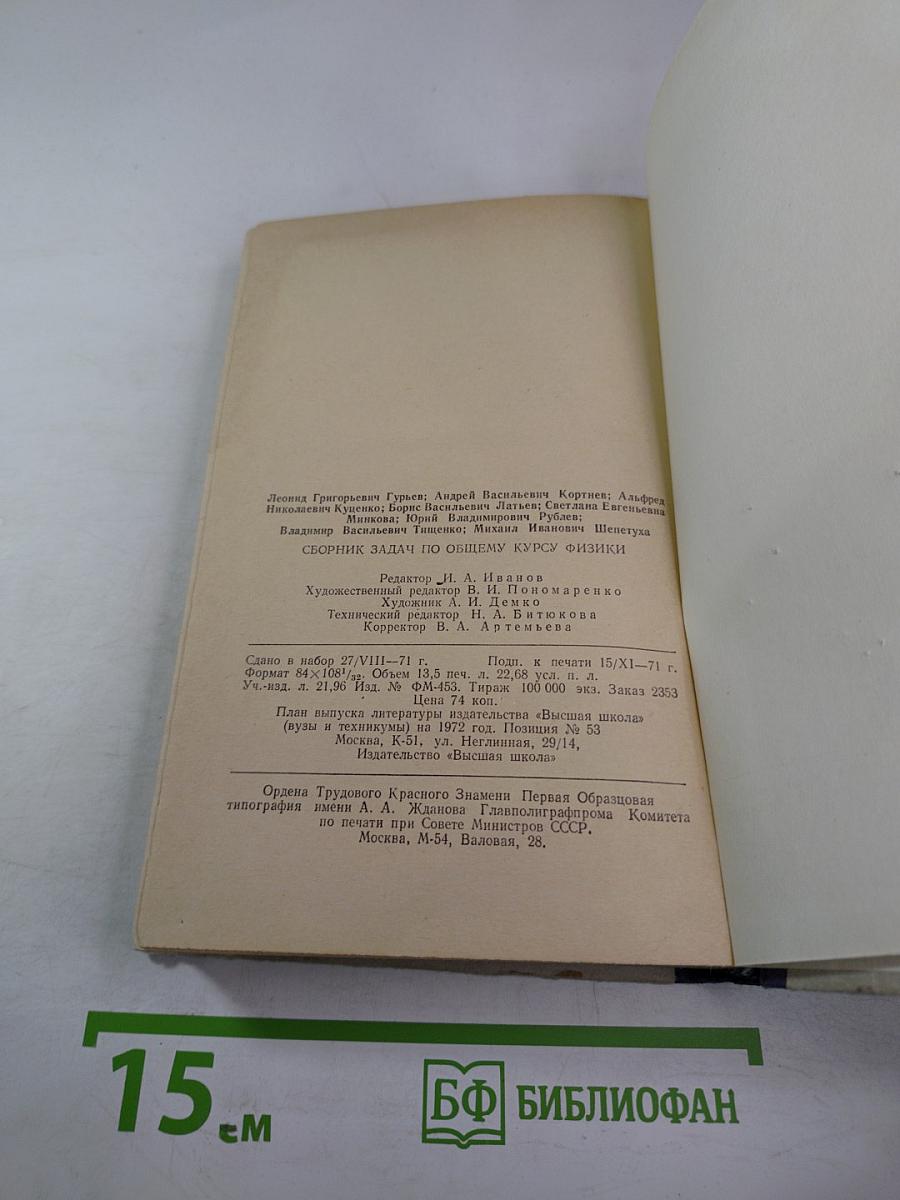 Леонид Григорьевич Гурьев; Андрей Васильевич Кортнев; Альфред
Николаевич Куценко; Борис Васильевич Латьев; Светлана Евгеньевна
Минкова; Юрий Владимирович Рублев;
Владимир Васильевич Тищенко; Михаил Иванович Шепетуха
СБОРНИК ЗАДАЧ ПО ОБЩЕМУ КУРСУ ФИЗИКИ
Редактор И. А. Иванов
Художественный редактор В. И. Пономаренко
Художник А. И. Демко
Технический редактор Н. А. Битюкова
Корректор В. А. Артемьева
Сдано в набор 27/VIII—71 г. Подп. к печати 15/XI—71 г.
Формат 84×108¹/₃₂. Объем 13,5 печ. л. 22,68 усл. п. л.
Уч.-изд. л. 21,96 Изд. № ФМ-453. Тираж 100 000 экз. Заказ 2353
Цена 74 коп.
План выпуска литературы издательства «Высшая школа»
(вузы и техникумы) на 1972 год. Позиция № 53
Москва, К-51, ул. Неглинная, 29/14,
Издательство «Высшая школа»
Ордена Трудового Красного Знамени Первая Образцовая
типография имени А. А. Жданова Главполиграфпрома Комитета
по печати при Совете Министров СССР.
Москва, М-54, Валовая, 28.
15 см
БФ БИБЛИОФАН